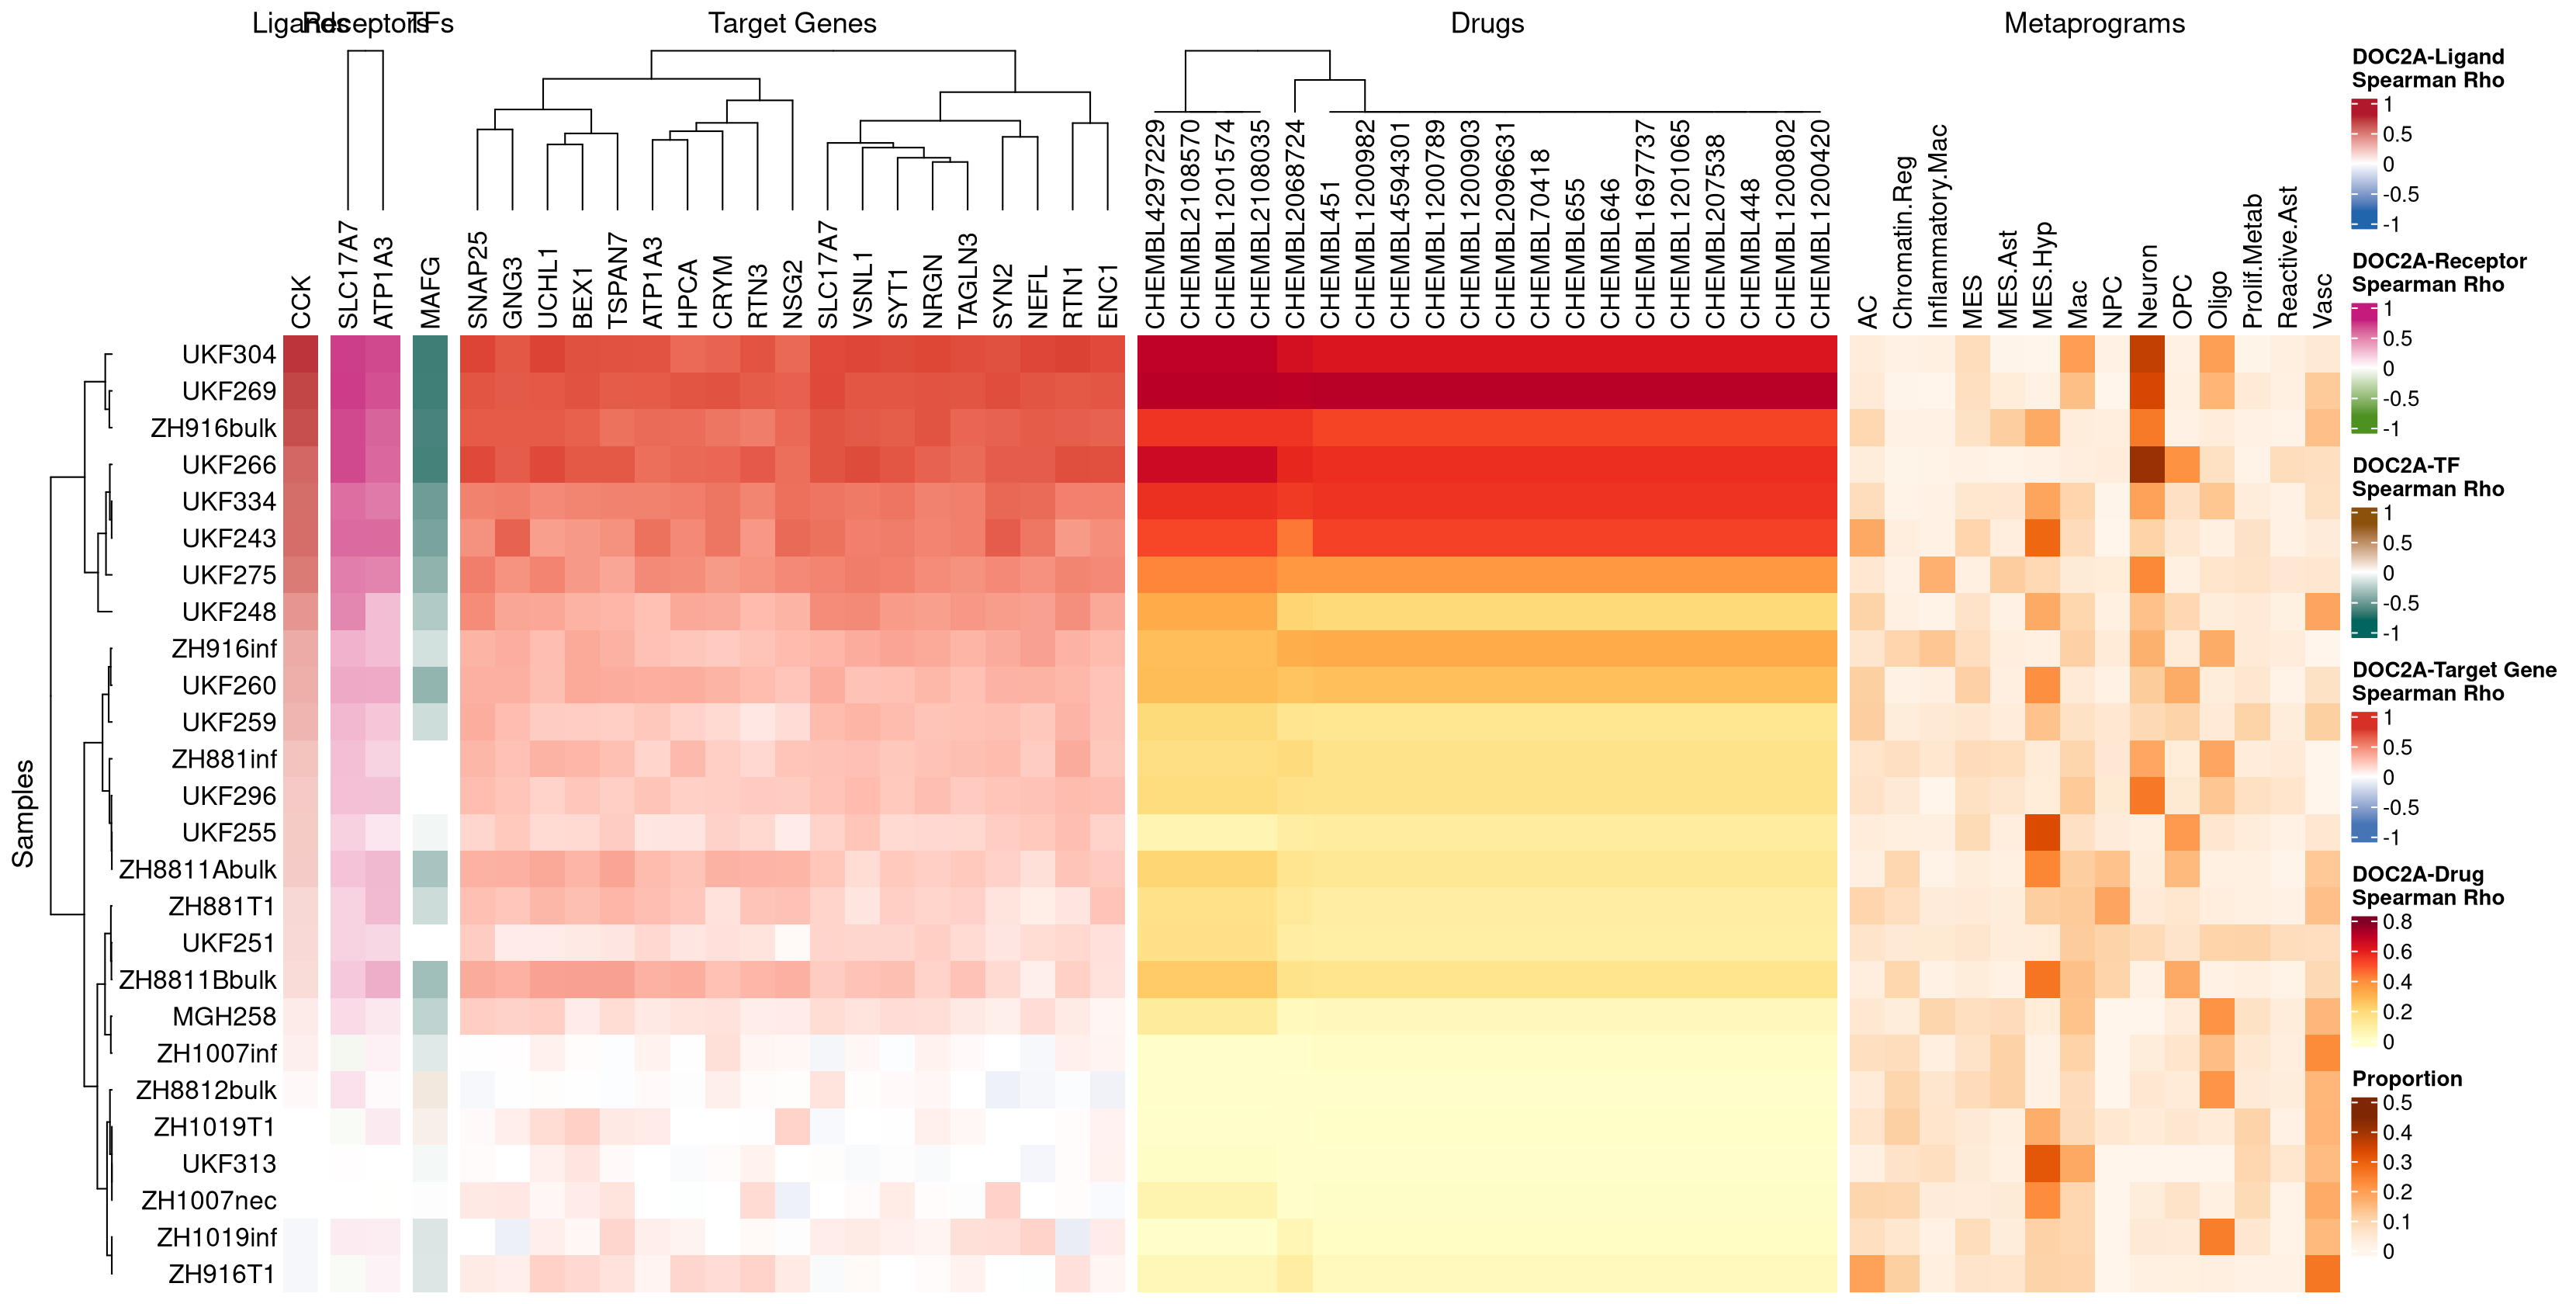 Ligands Receptors TFs Target Genes Drugs Metaprograms
CCK
SLC17A7
ATP1A3
MAFG
SNAP25
GNG3
UCHL1
BEX1
TSPAN7
ATP1A3
HPCA
CRYM
RTN3
NSG2
SLC17A7
VSNL1
SYT1
NRGN
TAGLN3
SYN2
NEFL
RTN1
ENC1
CHEMBL4297229
CHEMBL2108570
CHEMBL1201574
CHEMBL2108035
CHEMBL2068724
CHEMBL451
CHEMBL1200982
CHEMBL4594301
CHEMBL1200789
CHEMBL1200903
CHEMBL2096631
CHEMBL70418
CHEMBL655
CHEMBL646
CHEMBL1697737
CHEMBL1201065
CHEMBL207538
CHEMBL448
CHEMBL1200802
CHEMBL1200420
AC
Chromatin.Reg
Inflammatory.Mac
MES
MES.Ast
MES.Hyp
Mac
NPC
Neuron
OPC
Oligo
Prolif.Metab
Reactive.Ast
Vasc
Samples
UKF304
UKF269
ZH916bulk
UKF266
UKF334
UKF243
UKF275
UKF248
ZH916inf
UKF260
UKF259
ZH881inf
UKF296
UKF255
ZH8811Abulk
ZH881T1
UKF251
ZH8811Bbulk
MGH258
ZH1007inf
ZH8812bulk
ZH1019T1
UKF313
ZH1007nec
ZH1019inf
ZH916T1
DOC2A-Ligand
Spearman Rho
1
0.5
0
-0.5
-1
DOC2A-Receptor
Spearman Rho
1
0.5
0
-0.5
-1
DOC2A-TF
Spearman Rho
1
0.5
0
-0.5
-1
DOC2A-Target Gene
Spearman Rho
1
0.5
0
-0.5
-1
DOC2A-Drug
Spearman Rho
0.8
0.6
0.4
0.2
0
Proportion
0.5
0.4
0.3
0.2
0.1
0